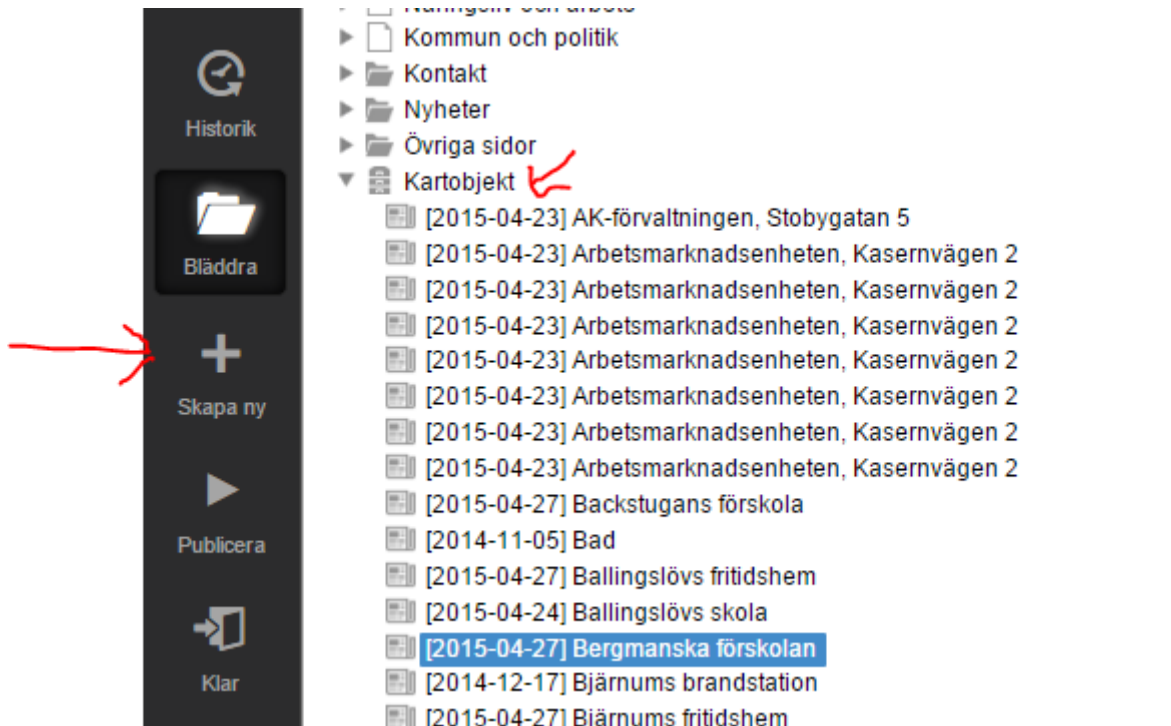 Historik
Bläddra
Skapa ny
Publicera
Klar
Näringsliv och arbete
Kommun och politik
Kontakt
Nyheter
Övriga sidor
Kartobjekt
[2015-04-23] AK-förvaltningen, Stobygatan 5
[2015-04-23] Arbetsmarknadsenheten, Kasernvägen 2
[2015-04-23] Arbetsmarknadsenheten, Kasernvägen 2
[2015-04-23] Arbetsmarknadsenheten, Kasernvägen 2
[2015-04-23] Arbetsmarknadsenheten, Kasernvägen 2
[2015-04-23] Arbetsmarknadsenheten, Kasernvägen 2
[2015-04-23] Arbetsmarknadsenheten, Kasernvägen 2
[2015-04-23] Arbetsmarknadsenheten, Kasernvägen 2
[2015-04-27] Backstugans förskola
[2014-11-05] Bad
[2015-04-27] Ballingslövs fritidshem
[2015-04-24] Ballingslövs skola
[2015-04-27] Bergmanska förskolan
[2014-12-17] Bjärnums brandstation
[2015-04-27] Bjärnums fritidshem